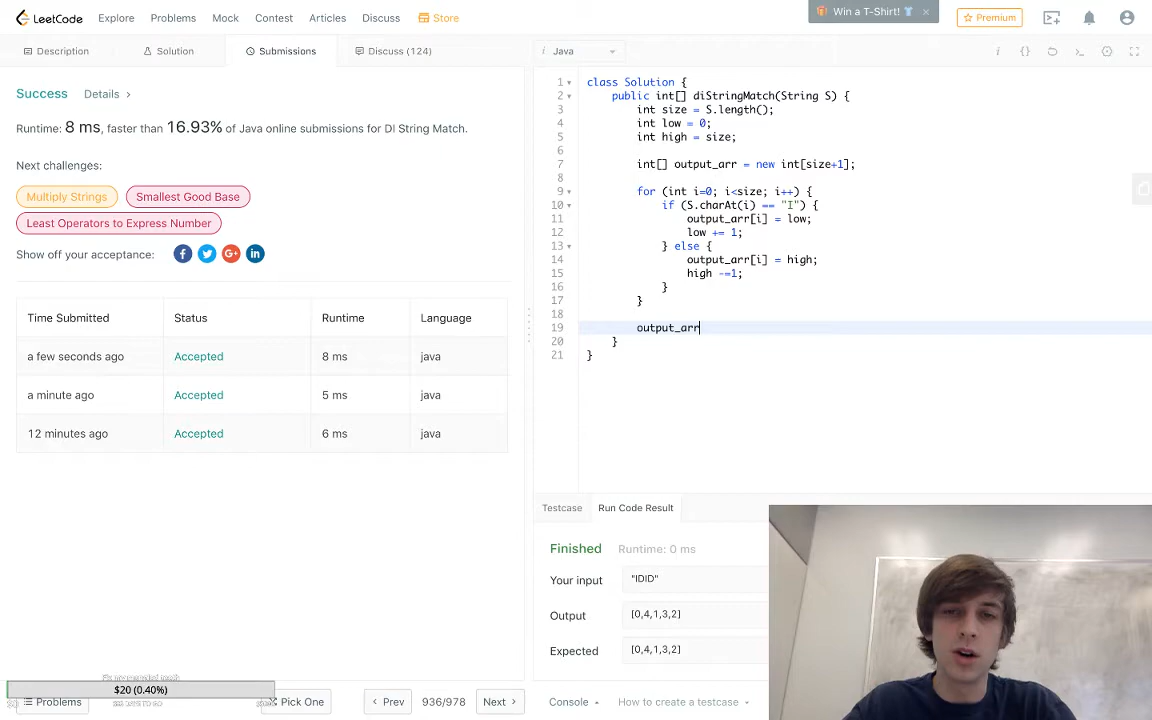 LeetCode Explore Problems Mock Contest Articles Discuss Store Win a T-Shirt! × Premium
Description Solution Submissions Discuss (124) i Java
Success Details >
Runtime: 8 ms, faster than 16.93% of Java online submissions for DI String Match.
Next challenges:
Multiply Strings Smallest Good Base
Least Operators to Express Number
Show off your acceptance:
Time Submitted Status Runtime Language
a few seconds ago Accepted 8 ms java
a minute ago Accepted 5 ms java
12 minutes ago Accepted 6 ms java
1 class Solution {
2 public int[] diStringMatch(String S) {
3 int size = S.length();
4 int low = 0;
5 int high = size;
6
7 int[] output_arr = new int[size+1];
8
9 for (int i=0; i<size; i++) {
10 if (S.charAt(i) == "I") {
11 output_arr[i] = low;
12 low += 1;
13 } else {
14 output_arr[i] = high;
15 high -=1;
16 }
17 }
18
19 output_arr
20 }
21 }
Testcase Run Code Result
Finished Runtime: 0 ms
Your input "IDID"
Output [0,4,1,3,2]
Expected [0,4,1,3,2]
$20 (0.40%)
Problems Pick One < Prev 936/978 Next > Console How to create a testcase